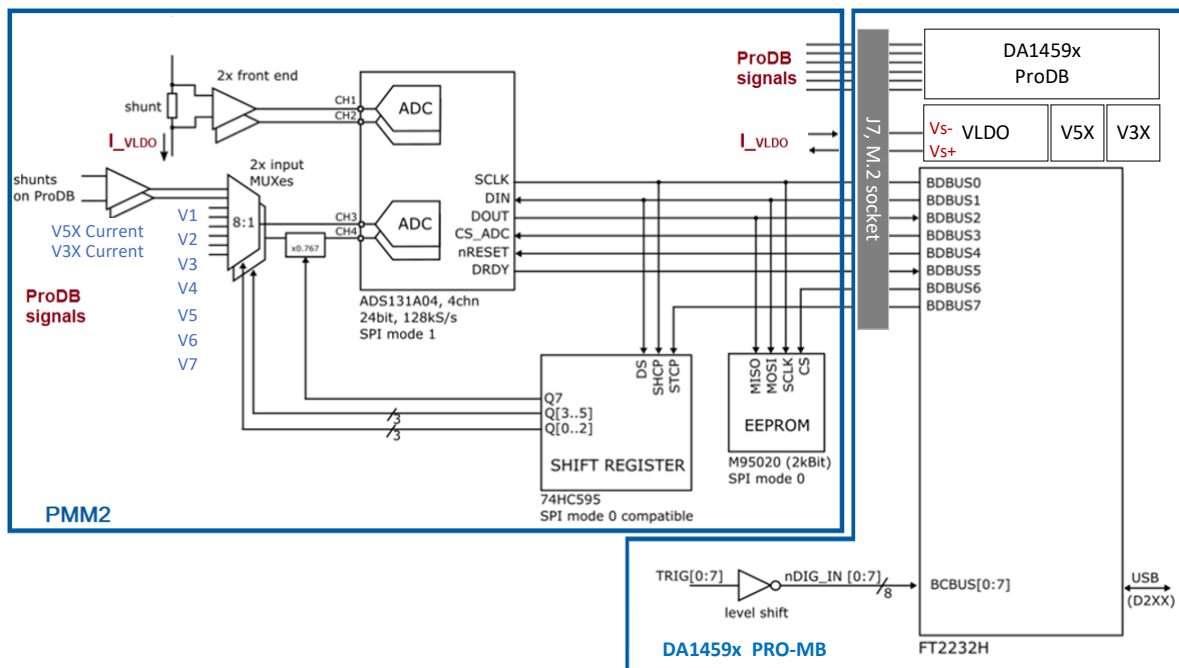 2x front end
shunt
I_VLDO
CH1
CH2
ADC
2x input
MUXes
shunts
on ProDB
V5X Current
V3X Current
ProDB
signals
V1
V2
V3
V4
V5
V6
V7
8:1
x0.767
CH3
CH4
ADC
SCLK
DIN
DOUT
CS_ADC
nRESET
DRDY
ADS131A04, 4chn
24bit, 128kS/s
SPI mode 1
DS
SHCP
STCP
Q7
Q[3..5]
Q[0..2]
3
3
SHIFT REGISTER
74HC595
SPI mode 0 compatible
MISO
MOSI
SCLK
CS
EEPROM
M95020 (2kBit)
SPI mode 0
PMM2
ProDB
signals
I_VLDO
J7, M.2 socket
DA1459x
ProDB
Vs-
Vs+
VLDO
V5X
V3X
BDBUS0
BDBUS1
BDBUS2
BDBUS3
BDBUS4
BDBUS5
BDBUS6
BDBUS7
TRIG[0:7]
nDIG_IN [0:7]
8
level shift
BCBUS[0:7]
USB
(D2XX)
FT2232H
DA1459x PRO-MB